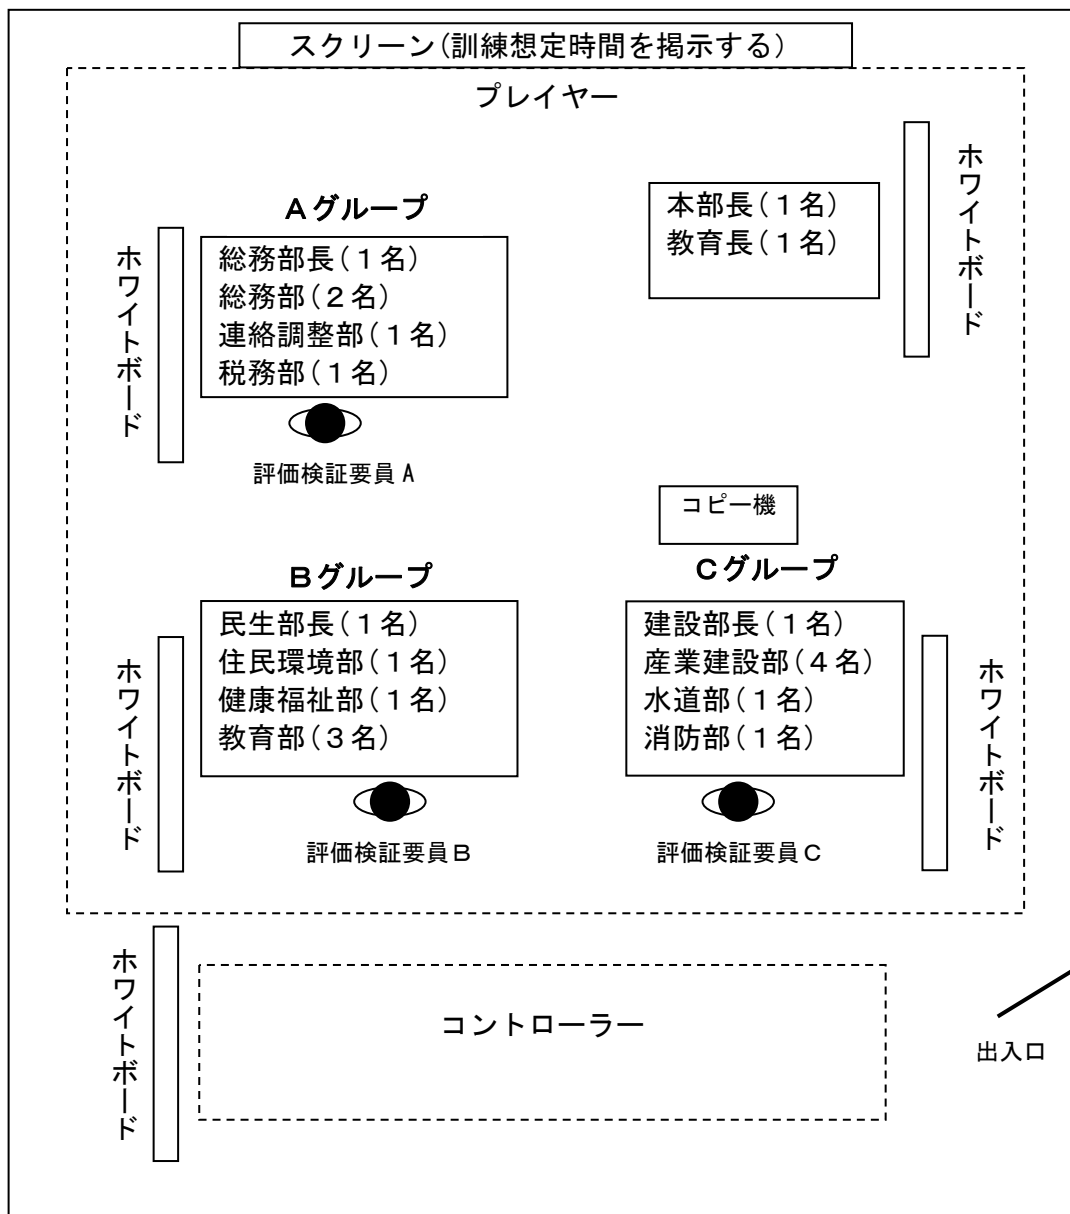 スクリーン(訓練想定時間を掲示する)
プレイヤー
ホワイトボード
本部長(1名)
教育長(1名)
Aグループ
ホワイトボード
総務部長(1名)
総務部(2名)
連絡調整部(1名)
税務部(1名)
評価検証要員A
コピー機
Bグループ
ホワイトボード
民生部長(1名)
住民環境部(1名)
健康福祉部(1名)
教育部(3名)
評価検証要員B
Cグループ
建設部長(1名)
産業建設部(4名)
水道部(1名)
消防部(1名)
ホワイトボード
評価検証要員C
ホワイトボード
コントローラー
出入口